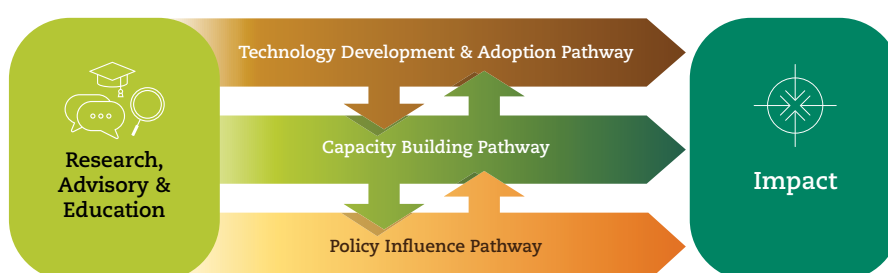 Research,
Advisory &
Education
Technology Development & Adoption Pathway
Capacity Building Pathway
Policy Influence Pathway
Impact